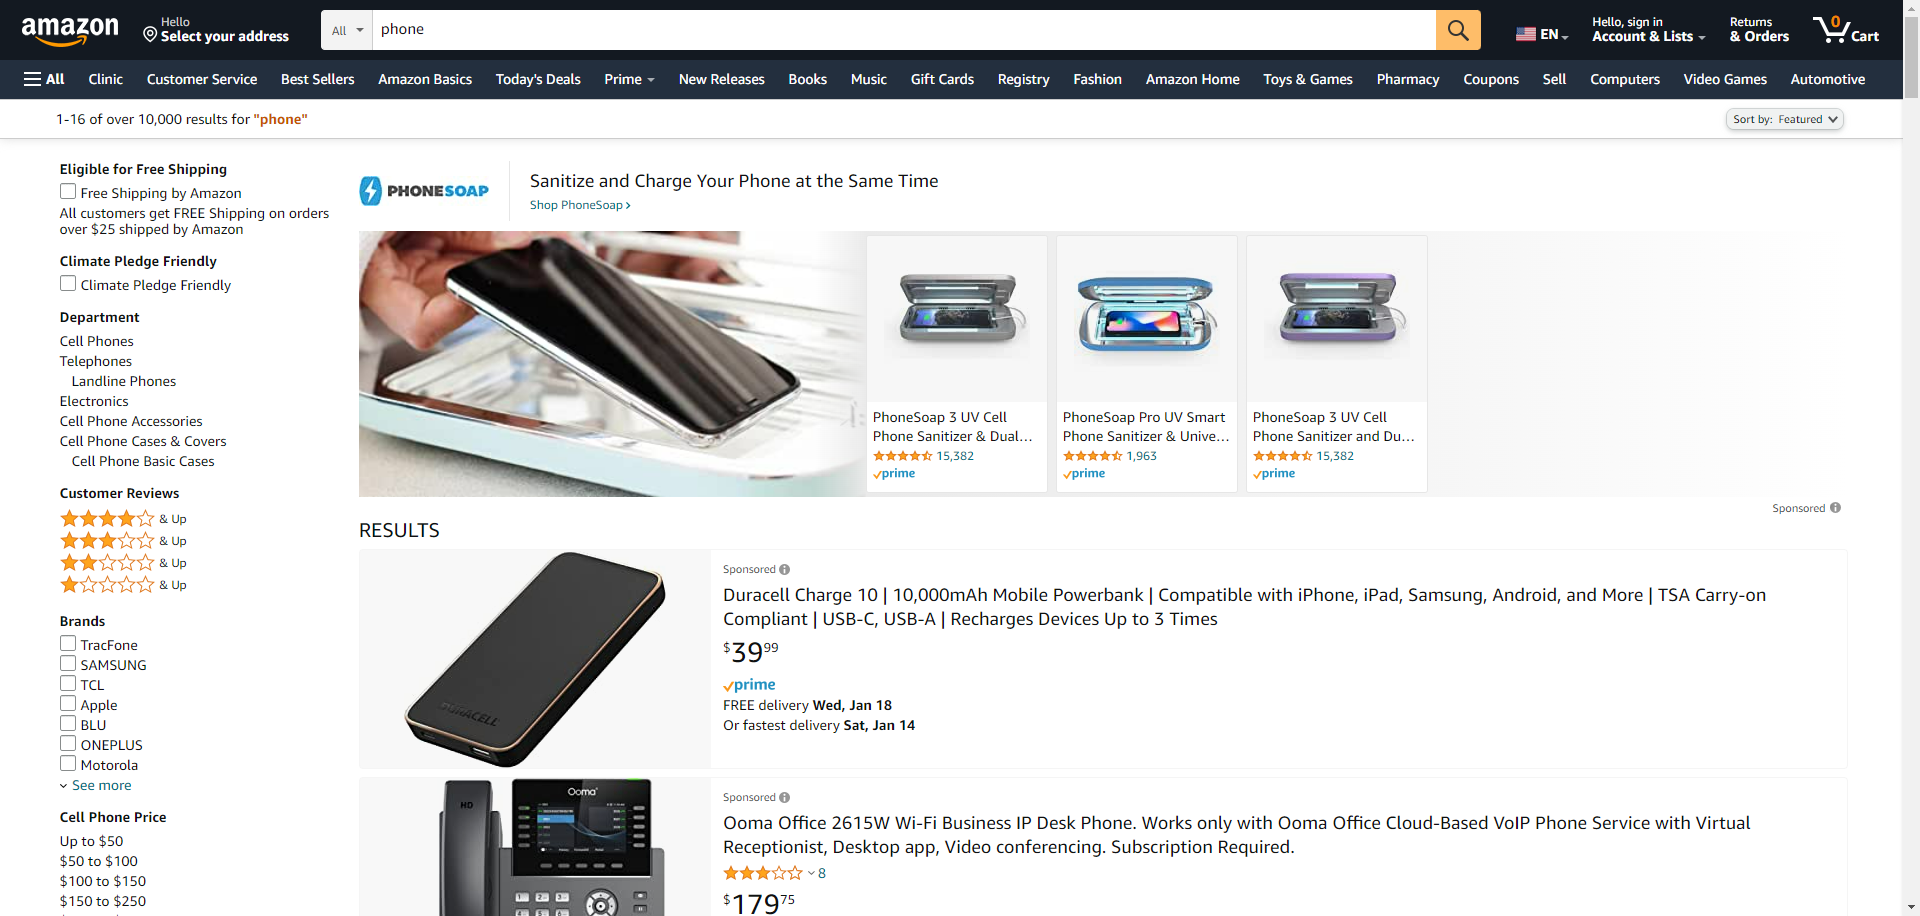 amazon
Hello
Select your address
All
phone
EN
Hello, sign in
Account & Lists
Returns
& Orders
0
Cart
All
Clinic
Customer Service
Best Sellers
Amazon Basics
Today's Deals
Prime
New Releases
Books
Music
Gift Cards
Registry
Fashion
Amazon Home
Toys & Games
Pharmacy
Coupons
Sell
Computers
Video Games
Automotive
1-16 of over 10,000 results for "phone"
Sort by: Featured
Eligible for Free Shipping
Free Shipping by Amazon
All customers get FREE Shipping on orders
over $25 shipped by Amazon
Climate Pledge Friendly
Climate Pledge Friendly
Department
Cell Phones
Telephones
Landline Phones
Electronics
Cell Phone Accessories
Cell Phone Cases & Covers
Cell Phone Basic Cases
Customer Reviews
& Up
& Up
& Up
& Up
Brands
TracFone
SAMSUNG
TCL
Apple
BLU
ONEPLUS
Motorola
See more
Cell Phone Price
Up to $50
$50 to $100
$100 to $150
$150 to $250
PHONESOAP
Sanitize and Charge Your Phone at the Same Time
Shop PhoneSoap ›
PhoneSoap 3 UV Cell
Phone Sanitizer & Dual...
15,382
prime
PhoneSoap Pro UV Smart
Phone Sanitizer & Unive...
1,963
prime
PhoneSoap 3 UV Cell
Phone Sanitizer and Du...
15,382
prime
Sponsored
RESULTS
DURACELL
Sponsored
Duracell Charge 10 | 10,000mAh Mobile Powerbank | Compatible with iPhone, iPad, Samsung, Android, and More | TSA Carry-on
Compliant | USB-C, USB-A | Recharges Devices Up to 3 Times
$39 99
prime
FREE delivery Wed, Jan 18
Or fastest delivery Sat, Jan 14
HD
Ooma
Sponsored
Ooma Office 2615W Wi-Fi Business IP Desk Phone. Works only with Ooma Office Cloud-Based VoIP Phone Service with Virtual
Receptionist, Desktop app, Video conferencing. Subscription Required.
8
$179 75